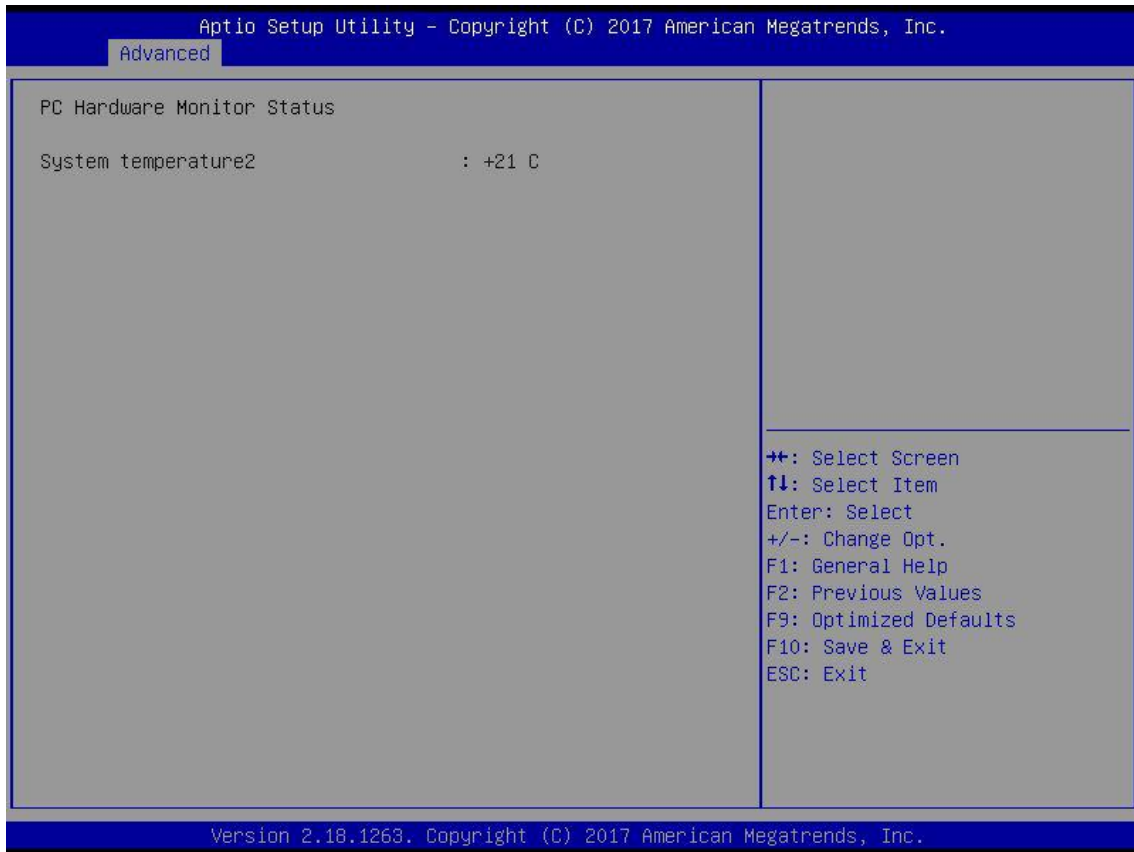 Aptio Setup Utility – Copyright (C) 2017 American Megatrends, Inc.
Advanced
PC Hardware Monitor Status
System temperature2 : +21 C
→←: Select Screen
↑↓: Select Item
Enter: Select
+/-: Change Opt.
F1: General Help
F2: Previous Values
F9: Optimized Defaults
F10: Save & Exit
ESC: Exit
Version 2.18.1263. Copyright (C) 2017 American Megatrends, Inc.